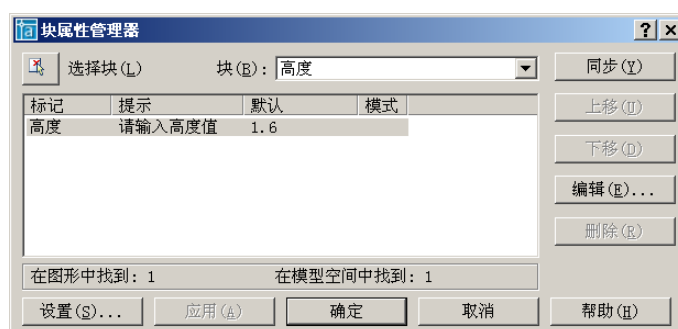 块属性管理器
选择块(L) 块(B): 高度 同步(Y)
标记 提示 默认 模式 上移(U)
高度 请输入高度值 1.6
下移(D)
编辑(E)...
删除(R)
在图形中找到: 1 在模型空间中找到: 1
设置(S)... 应用(A) 确定 取消 帮助(H)